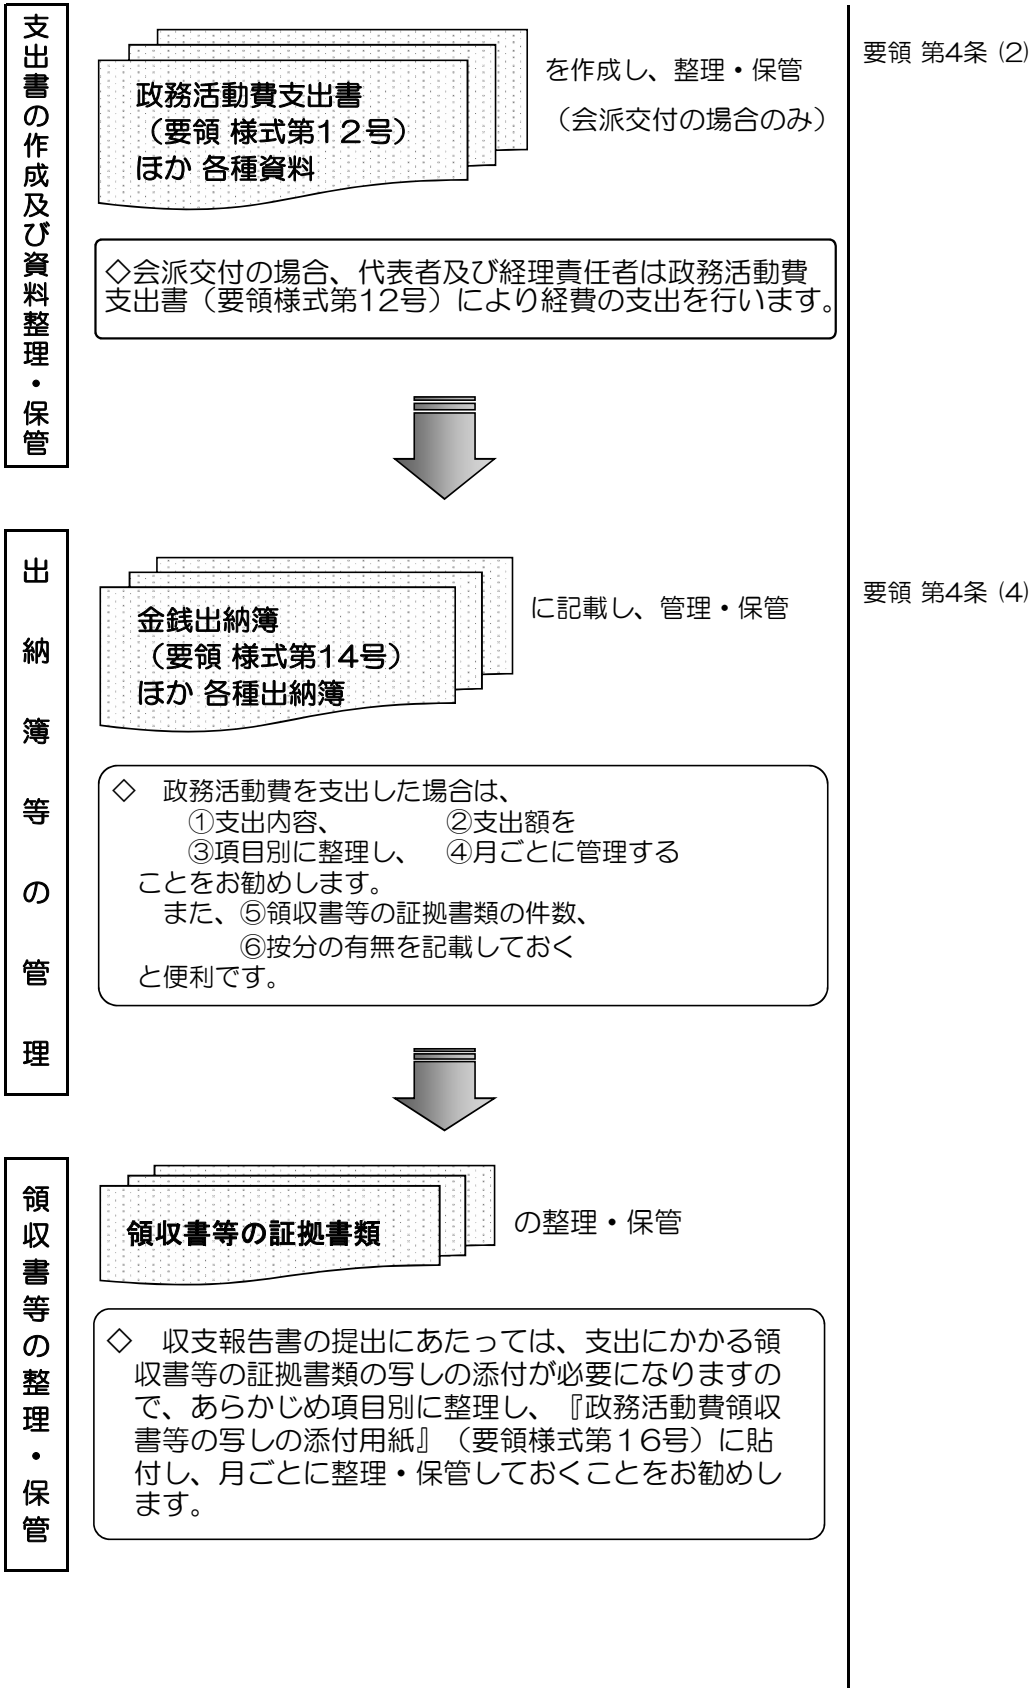 支出書の作成及び資料整理・保管
政務活動費支出書
（要領 様式第１２号）
ほか 各種資料
を作成し、整理・保管
（会派交付の場合のみ）
要領 第4条 (2)
◇会派交付の場合、代表者及び経理責任者は政務活動費
支出書（要領様式第12号）により経費の支出を行います。
出納簿等の管理
金銭出納簿
（要領 様式第14号）
ほか 各種出納簿
に記載し、管理・保管
要領 第4条 (4)
◇　政務活動費を支出した場合は、
①支出内容、　②支出額を
③項目別に整理し、　④月ごとに管理する
ことをお勧めします。
また、⑤領収書等の証拠書類の件数、
⑥按分の有無を記載しておく
と便利です。
領収書等の整理・保管
領収書等の証拠書類
の整理・保管
◇　収支報告書の提出にあたっては、支出にかかる領
収書等の証拠書類の写しの添付が必要になりますの
で、あらかじめ項目別に整理し、『政務活動費領収
書等の写しの添付用紙』（要領様式第１６号）に貼
付し、月ごとに整理・保管しておくことをお勧めし
ます。